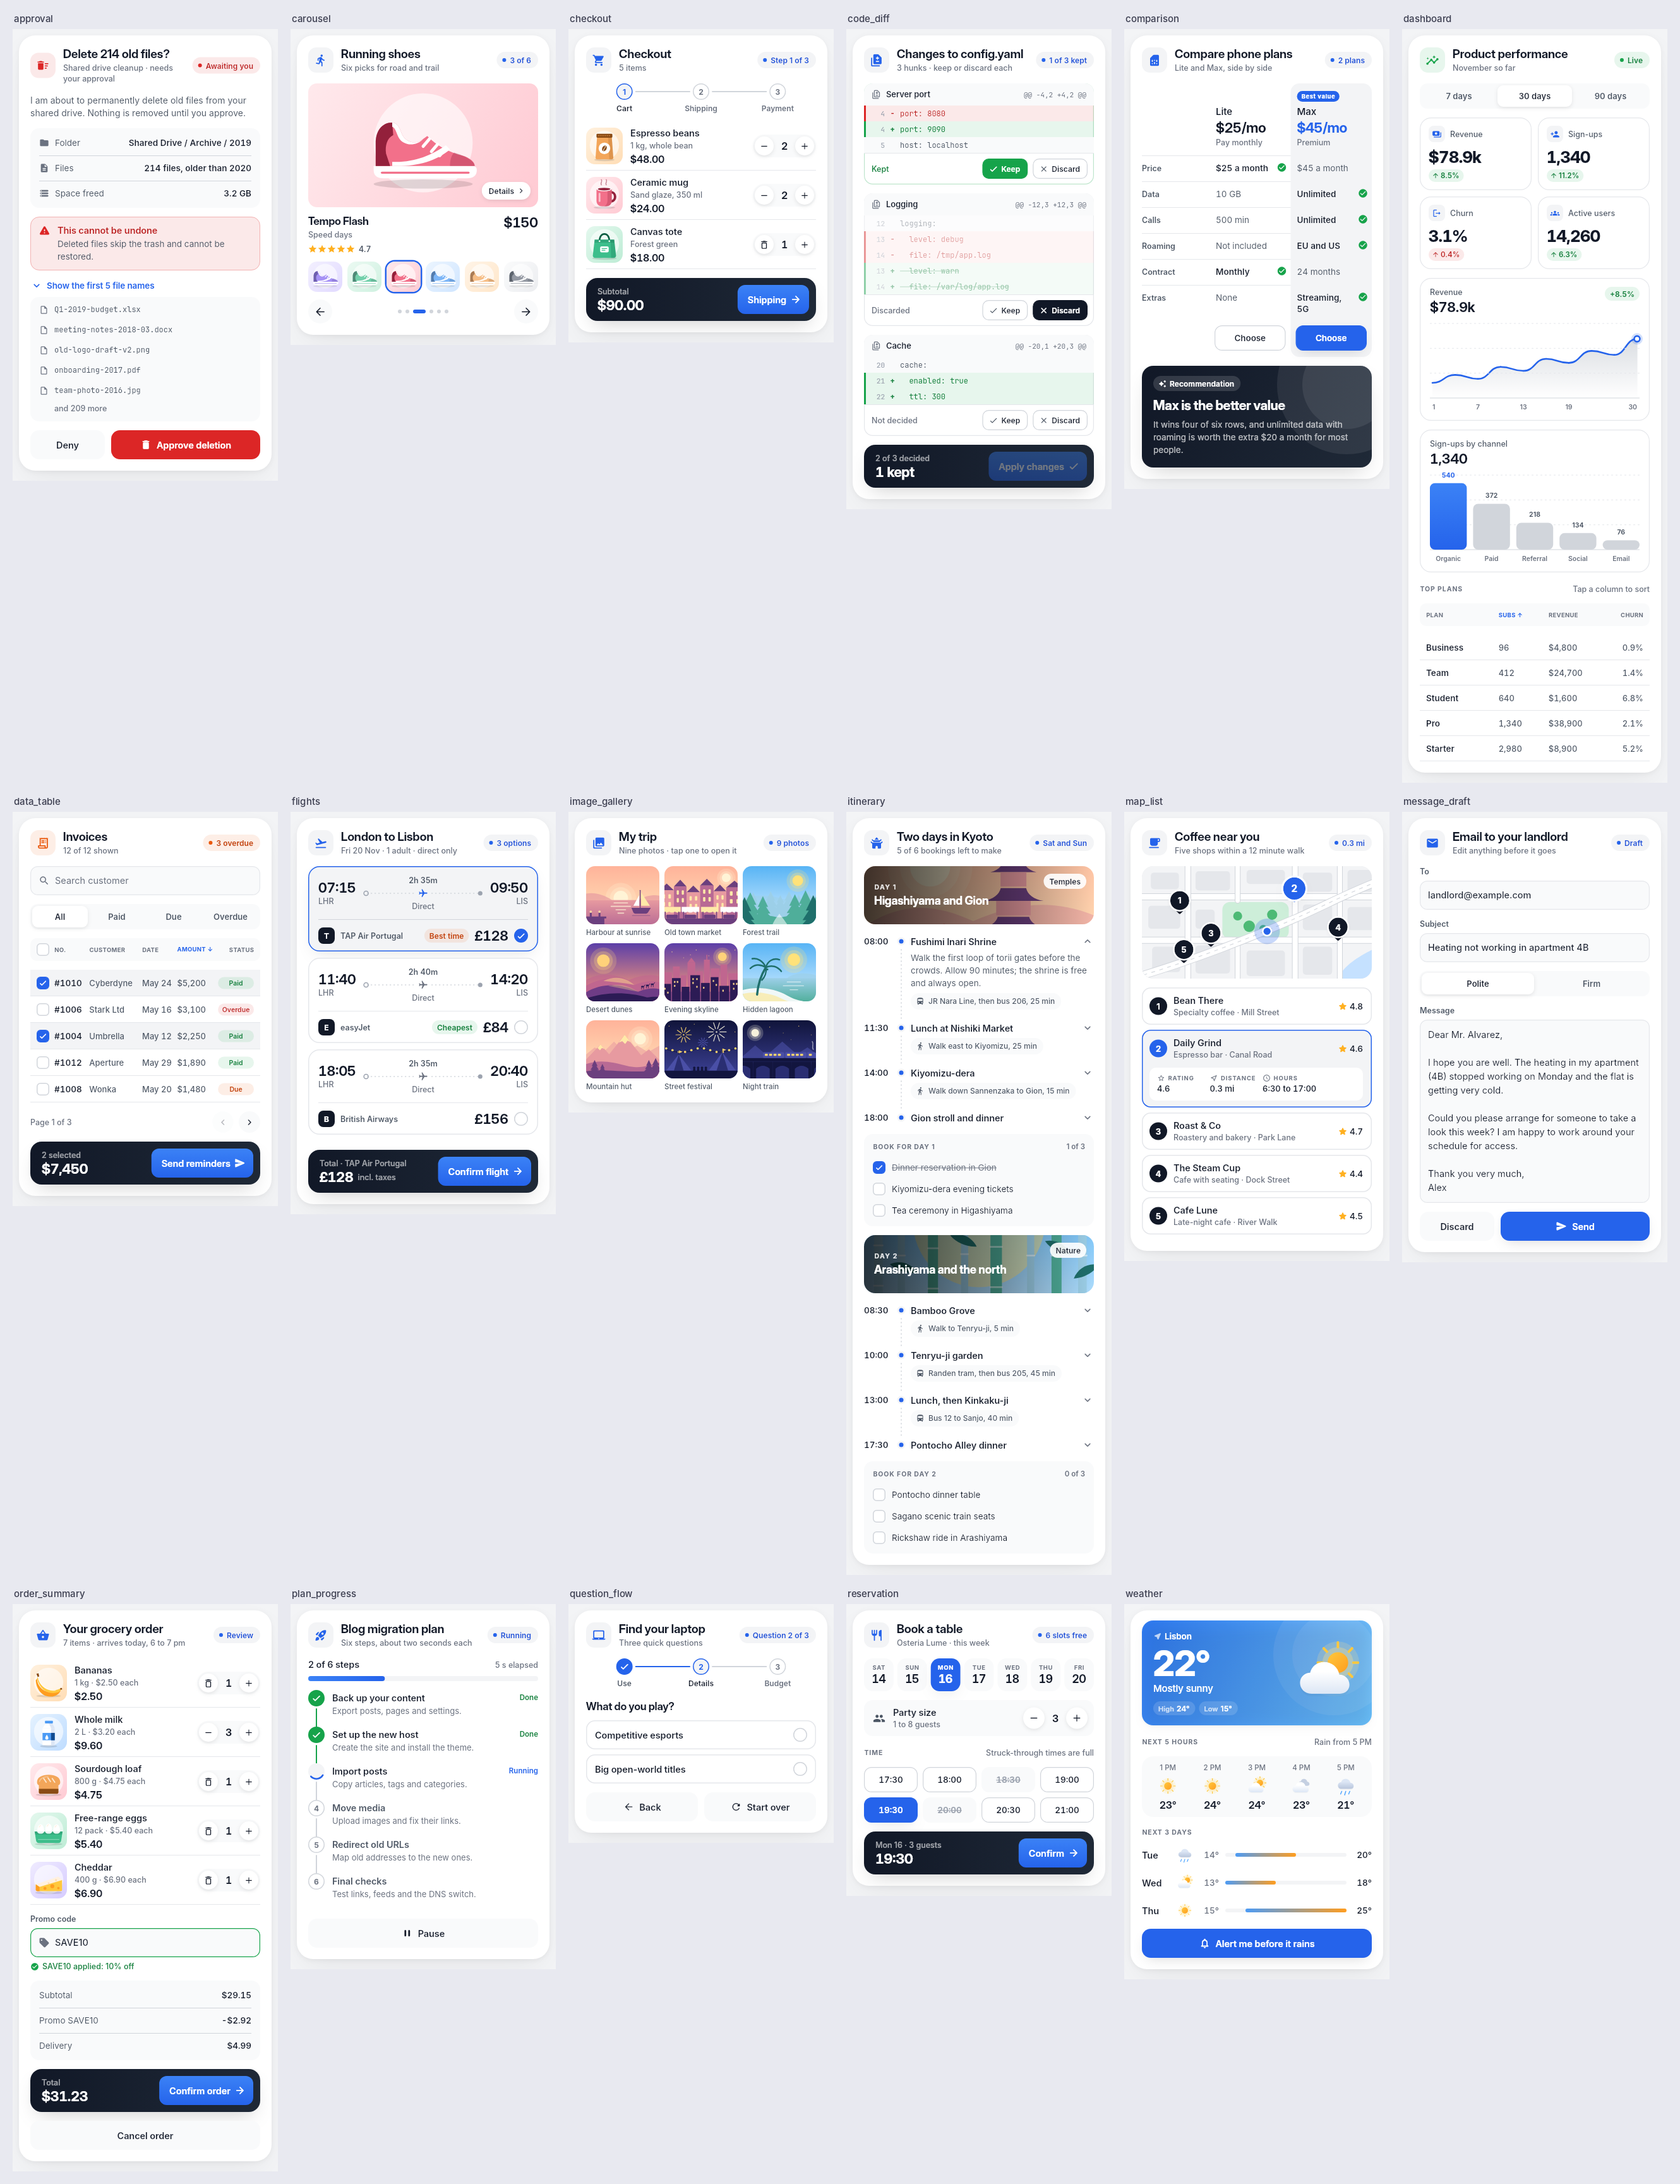 approval
Delete 214 old files?
Shared drive cleanup · needs
your approval
Awaiting you
I am about to permanently delete old files from your
shared drive. Nothing is removed until you approve.
Folder
Shared Drive / Archive / 2019
Files
214 files, older than 2020
Space freed
3.2 GB
This cannot be undone
Deleted files skip the trash and cannot be
restored.
Show the first 5 file names
Q1-2019-budget.xlsx
meeting-notes-2018-03.docx
old-logo-draft-v2.png
onboarding-2017.pdf
team-photo-2016.jpg
and 209 more
Deny
Approve deletion
carousel
Running shoes
Six picks for road and trail
3 of 6
Details
Tempo Flash
$150
Speed days
4.7
checkout
Checkout
5 items
Step 1 of 3
1
2
3
Cart
Shipping
Payment
Espresso beans
1 kg, whole bean
$48.00
2
Ceramic mug
Sand glaze, 350 ml
$24.00
2
Canvas tote
Forest green
$18.00
1
Subtotal
$90.00
Shipping
code_diff
Changes to config.yaml
3 hunks · keep or discard each
1 of 3 kept
Server port
@@ -4,2 +4,2 @@
4 - port: 8080
4 + port: 9090
5 host: localhost
Kept
Keep
Discard
Logging
@@ -12,3 +12,3 @@
12 logging:
13 - level: debug
14 - file: /tmp/app.log
13 + level: warn
14 + file: /var/log/app.log
Discarded
Keep
Discard
Cache
@@ -20,1 +20,3 @@
20 cache:
21 + enabled: true
22 + ttl: 300
Not decided
Keep
Discard
2 of 3 decided
1 kept
Apply changes
comparison
Compare phone plans
Lite and Max, side by side
2 plans
Best value
Lite
Max
$25/mo
$45/mo
Pay monthly
Premium
Price
$25 a month
$45 a month
Data
10 GB
Unlimited
Calls
500 min
Unlimited
Roaming
Not included
EU and US
Contract
Monthly
24 months
Extras
None
Streaming,
5G
Choose
Choose
Recommendation
Max is the better value
It wins four of six rows, and unlimited data with
roaming is worth the extra $20 a month for most
people.
dashboard
Product performance
November so far
Live
7 days
30 days
90 days
Revenue
$78.9k
↑ 8.5%
Sign-ups
1,340
↑ 11.2%
Churn
3.1%
↑ 0.4%
Active users
14,260
↑ 6.3%
Revenue
$78.9k
+8.5%
1
7
13
19
30
Sign-ups by channel
1,340
540
372
218
134
76
Organic
Paid
Referral
Social
Email
TOP PLANS
Tap a column to sort
PLAN
SUBS ↑
REVENUE
CHURN
Business 96 $4,800 0.9%
Team 412 $24,700 1.4%
Student 640 $1,600 6.8%
Pro 1,340 $38,900 2.1%
Starter 2,980 $8,900 5.2%
data_table
Invoices
12 of 12 shown
3 overdue
Search customer
All
Paid
Due
Overdue
NO. CUSTOMER DATE AMOUNT ↓ STATUS
#1010 Cyberdyne May 24 $5,200 Paid
#1006 Stark Ltd May 16 $3,100 Overdue
#1004 Umbrella May 12 $2,250 Paid
#1012 Aperture May 29 $1,890 Paid
#1008 Wonka May 20 $1,480 Due
Page 1 of 3
2 selected
$7,450
Send reminders
flights
London to Lisbon
Fri 20 Nov · 1 adult · direct only
3 options
2h 35m
07:15
09:50
LHR
Direct
LIS
T
TAP Air Portugal
Best time
£128
2h 40m
11:40
14:20
LHR
Direct
LIS
E
easyJet
Cheapest
£84
2h 35m
18:05
20:40
LHR
Direct
LIS
B
British Airways
£156
Total · TAP Air Portugal
£128 incl. taxes
Confirm flight
image_gallery
My trip
Nine photos · tap one to open it
9 photos
Harbour at sunrise
Old town market
Forest trail
Desert dunes
Evening skyline
Hidden lagoon
Mountain hut
Street festival
Night train
itinerary
Two days in Kyoto
5 of 6 bookings left to make
Sat and Sun
DAY 1
Temples
Higashiyama and Gion
08:00
Fushimi Inari Shrine
Walk the first loop of torii gates before the
crowds. Allow 90 minutes; the shrine is free
and always open.
JR Nara Line, then bus 206, 25 min
11:30
Lunch at Nishiki Market
Walk east to Kiyomizu, 25 min
14:00
Kiyomizu-dera
Walk down Sannenzaka to Gion, 15 min
18:00
Gion stroll and dinner
BOOK FOR DAY 1
1 of 3
Dinner reservation in Gion
Kiyomizu-dera evening tickets
Tea ceremony in Higashiyama
DAY 2
Nature
Arashiyama and the north
08:30
Bamboo Grove
Walk to Tenryu-ji, 5 min
10:00
Tenryu-ji garden
Randen tram, then bus 205, 45 min
13:00
Lunch, then Kinkaku-ji
Bus 12 to Sanjo, 40 min
17:30
Pontocho Alley dinner
BOOK FOR DAY 2
0 of 3
Pontocho dinner table
Sagano scenic train seats
Rickshaw ride in Arashiyama
map_list
Coffee near you
Five shops within a 12 minute walk
0.3 mi
1
2
3
4
5
1
Bean There
Specialty coffee · Mill Street
4.8
2
Daily Grind
Espresso bar · Canal Road
4.6
RATING
DISTANCE
HOURS
4.6
0.3 mi
6:30 to 17:00
3
Roast & Co
Roastery and bakery · Park Lane
4.7
4
The Steam Cup
Cafe with seating · Dock Street
4.4
5
Cafe Lune
Late-night cafe · River Walk
4.5
message_draft
Email to your landlord
Edit anything before it goes
Draft
To
landlord@example.com
Subject
Heating not working in apartment 4B
Polite
Firm
Message
Dear Mr. Alvarez,
I hope you are well. The heating in my apartment
(4B) stopped working on Monday and the flat is
getting very cold.
Could you please arrange for someone to take a
look this week? I am happy to work around your
schedule for access.
Thank you very much,
Alex
Discard
Send
order_summary
Your grocery order
7 items · arrives today, 6 to 7 pm
Review
Bananas
1 kg · $2.50 each
$2.50
1
Whole milk
2 L · $3.20 each
$9.60
3
Sourdough loaf
800 g · $4.75 each
$4.75
1
Free-range eggs
12 pack · $5.40 each
$5.40
1
Cheddar
400 g · $6.90 each
$6.90
1
Promo code
SAVE10
SAVE10 applied: 10% off
Subtotal
$29.15
Promo SAVE10
-$2.92
Delivery
$4.99
Total
$31.23
Confirm order
Cancel order
plan_progress
Blog migration plan
Six steps, about two seconds each
Running
2 of 6 steps
5 s elapsed
Back up your content
Done
Export posts, pages and settings.
Set up the new host
Done
Create the site and install the theme.
Import posts
Running
Copy articles, tags and categories.
4
Move media
Upload images and fix their links.
5
Redirect old URLs
Map old addresses to the new ones.
6
Final checks
Test links, feeds and the DNS switch.
Pause
question_flow
Find your laptop
Three quick questions
Question 2 of 3
2
3
Use
Details
Budget
What do you play?
Competitive esports
Big open-world titles
Back
Start over
reservation
Book a table
Osteria Lume · this week
6 slots free
SAT SUN MON TUE WED THU FRI
14 15 16 17 18 19 20
Party size
1 to 8 guests
3
TIME
Struck-through times are full
17:30
18:00
18:30
19:00
19:30
20:00
20:30
21:00
Mon 16 · 3 guests
19:30
Confirm
weather
Lisbon
22°
Mostly sunny
High 24°
Low 15°
NEXT 5 HOURS
Rain from 5 PM
1 PM 2 PM 3 PM 4 PM 5 PM
23° 24° 24° 23° 21°
NEXT 3 DAYS
Tue 14° 20°
Wed 13° 18°
Thu 15° 25°
Alert me before it rains